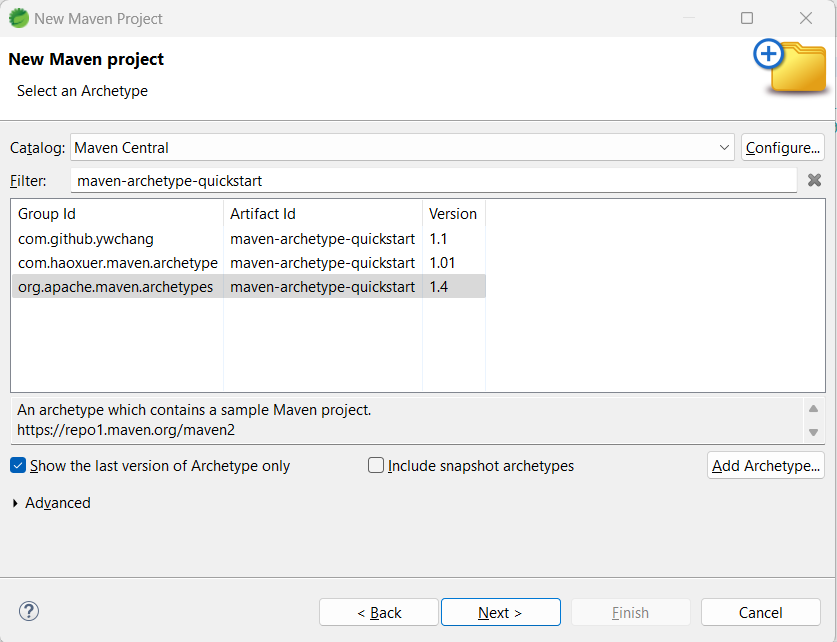 New Maven Project
New Maven project
Select an Archetype
Catalog: Maven Central Configure...
Filter: maven-archetype-quickstart
Group Id Artifact Id Version
com.github.ywchang maven-archetype-quickstart 1.1
com.haoxuer.maven.archetype maven-archetype-quickstart 1.01
org.apache.maven.archetypes maven-archetype-quickstart 1.4
An archetype which contains a sample Maven project.
https://repo1.maven.org/maven2
Show the last version of Archetype only Include snapshot archetypes Add Archetype...
Advanced
? < Back Next > Finish Cancel